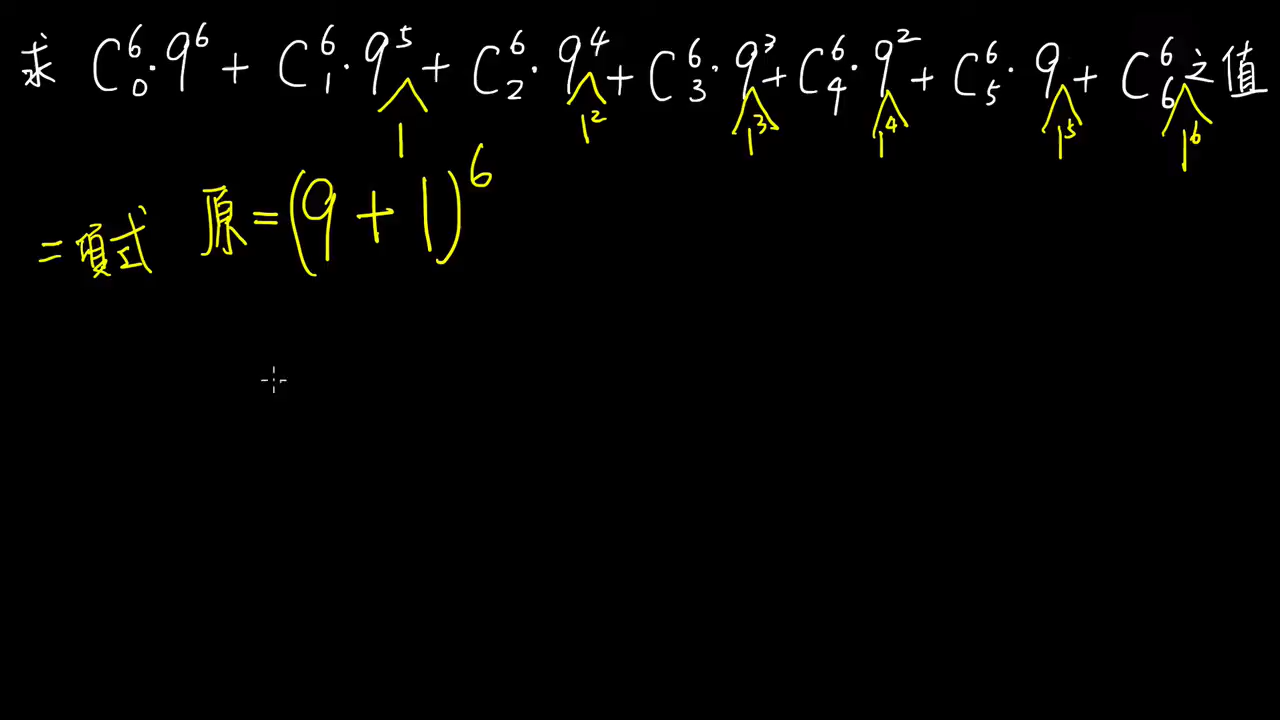 求 C₀⁶·9⁶ + C₁⁶·9⁵ + C₂⁶·9⁴ + C₃⁶·9³ + C₄⁶·9² + C₅⁶·9 + C₆⁶ 之值
1 1² 1³ 1⁴ 1⁵ 1⁶
二項式 原 = (9 + 1)⁶